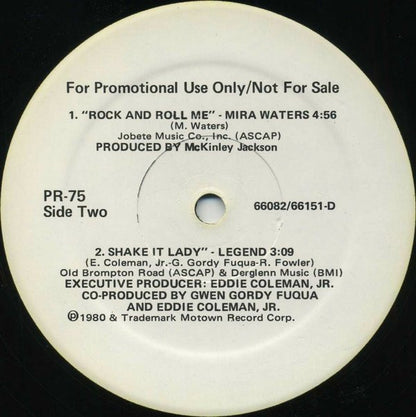 For Promotional Use Only/Not For Sale
1. "ROCK AND ROLL ME" - MIRA WATERS 4:56
(M. Waters)
Jobete Music Co., Inc. (ASCAP)
PRODUCED BY McKinley Jackson
PR-75
Side Two
66082/66151-D
2. SHAKE IT LADY" - LEGEND 3:09
(E. Coleman, Jr.-G. Gordy Fuqua-R. Fowler)
Old Brompton Road (ASCAP) & Derglenn Music (BMI)
EXECUTIVE PRODUCER: EDDIE COLEMAN, JR.
CO-PRODUCED BY GWEN GORDY FUQUA
AND EDDIE COLEMAN, JR.
℗1980 & Trademark Motown Record Corp.